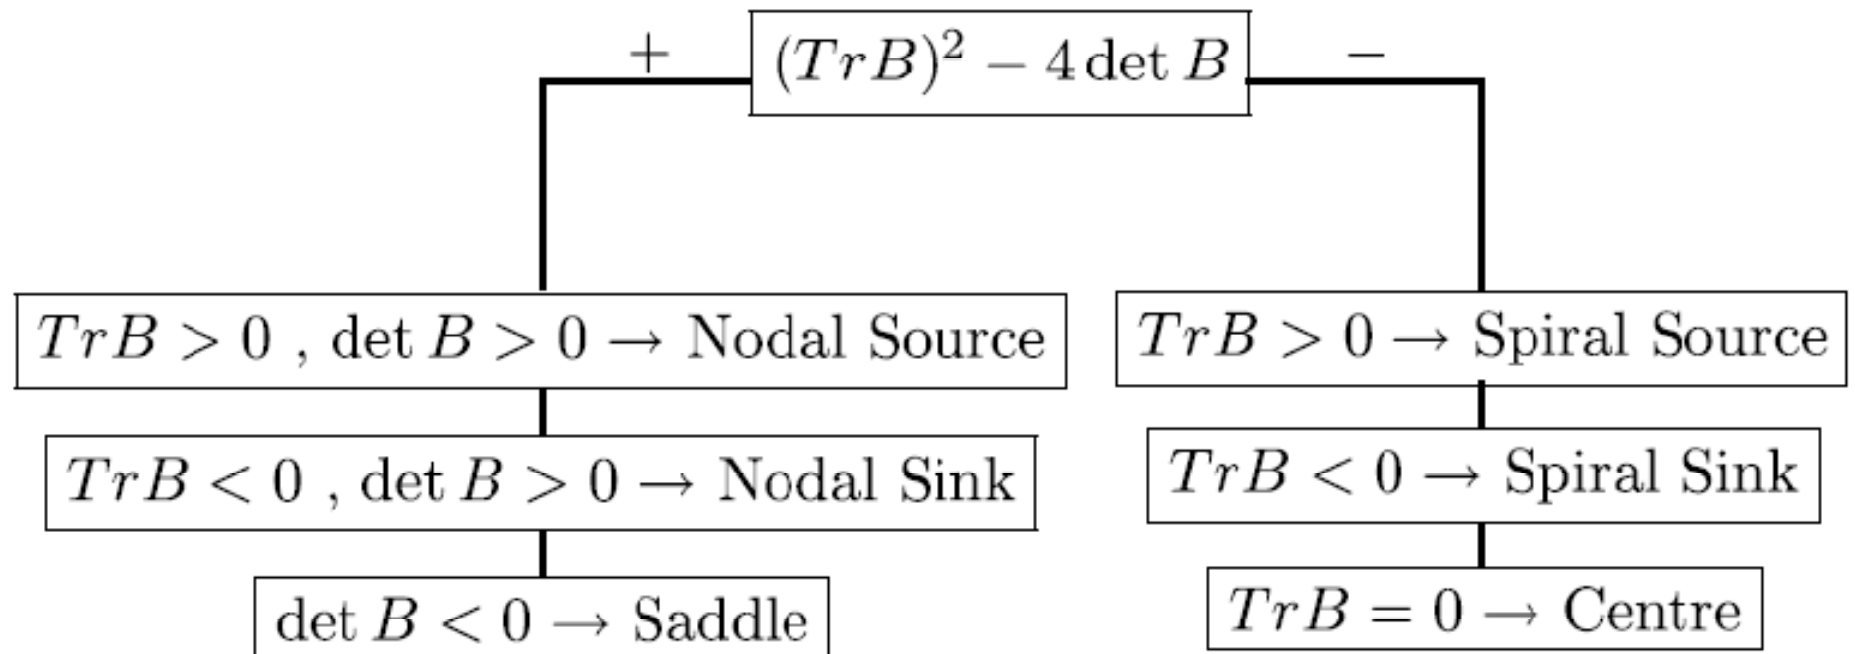 + (TrB)² − 4 det B −
TrB > 0 , det B > 0 → Nodal Source
TrB > 0 → Spiral Source
TrB < 0 , det B > 0 → Nodal Sink
TrB < 0 → Spiral Sink
det B < 0 → Saddle
TrB = 0 → Centre